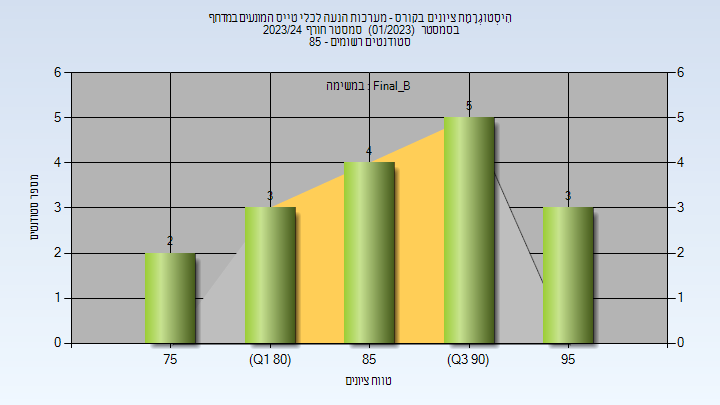 היסטוגרמת ציונים בקורס - מערכות הנעה לכלי טייס המונעים במדחף
בסמסטר (01/2023) סמסטר חורף 2023/24
סטודנטים רשומים - 85
במשימה : Final_B
6 6
5 5 5
4 4 4
3 3 3 3
2 2 2
1 1
0 0
75 (Q1 80) 85 (Q3 90) 95
מספר סטודנטים
טווח ציונים